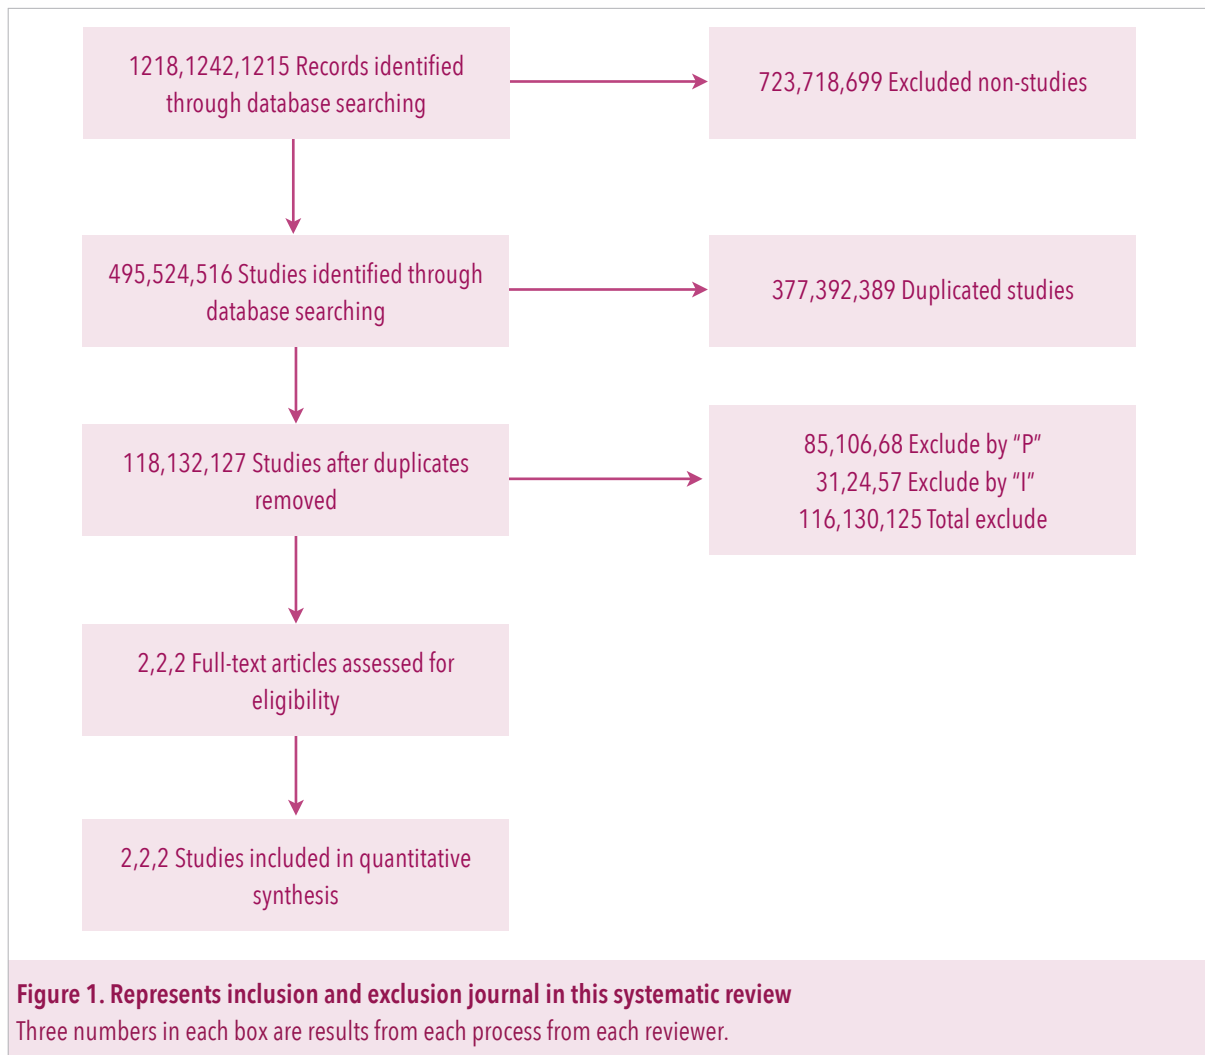 1218,1242,1215 Records identified
through database searching
723,718,699 Excluded non-studies
495,524,516 Studies identified through
database searching
377,392,389 Duplicated studies
118,132,127 Studies after duplicates
removed
85,106,68 Exclude by “P”
31,24,57 Exclude by “I”
116,130,125 Total exclude
2,2,2 Full-text articles assessed for
eligibility
2,2,2 Studies included in quantitative
synthesis
Figure 1. Represents inclusion and exclusion journal in this systematic review
Three numbers in each box are results from each process from each reviewer.